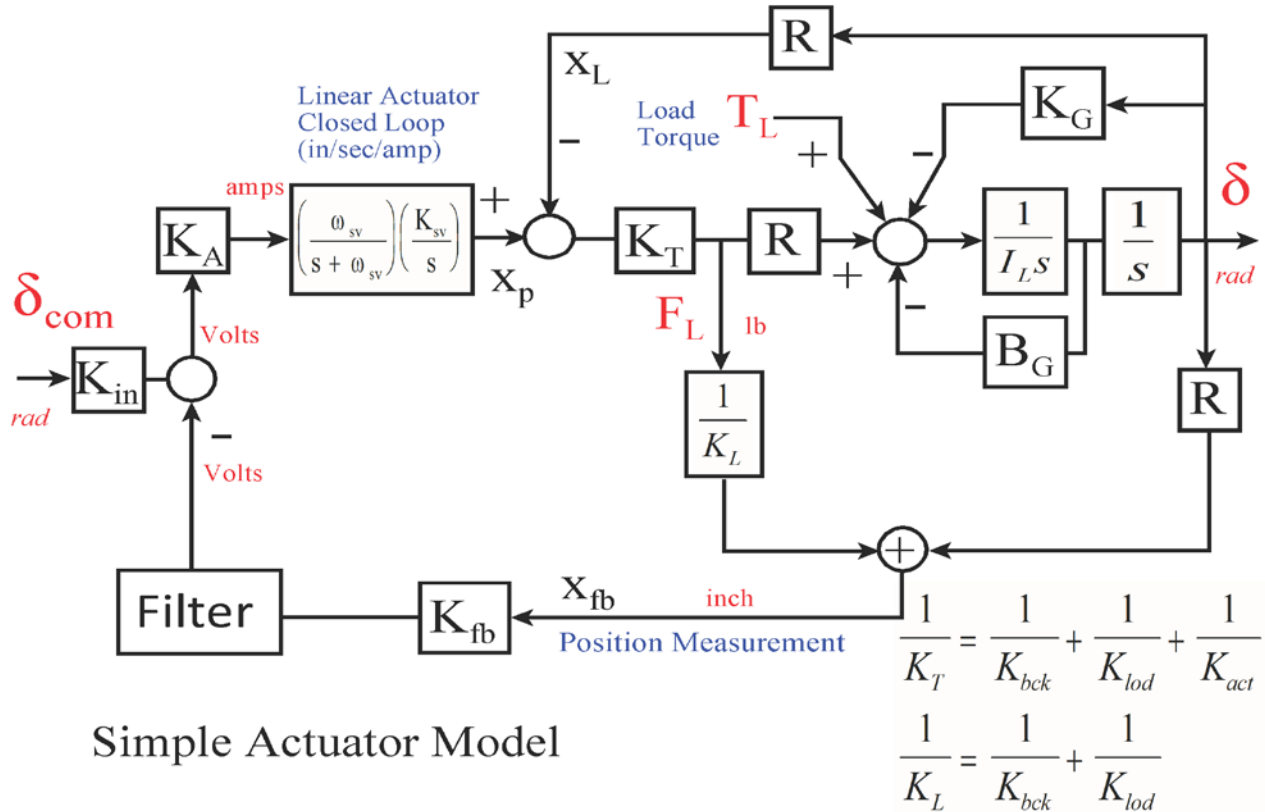 R
X_L
K_G
Linear Actuator
Closed Loop
(in/sec/amp)
Load
Torque
T_L
−
+
−
amps
K_A
(ω_sv / (s + ω_sv)) (K_sv / s)
+
X_p
K_T
R
+
1 / (I_L s)
1 / s
δ
rad
−
B_G
F_L
lb
δ_com
Volts
K_in
rad
−
Volts
1 / K_L
R
+
X_fb
inch
Filter
K_fb
Position Measurement
1/K_T = 1/K_bck + 1/K_lod + 1/K_act
1/K_L = 1/K_bck + 1/K_lod
Simple Actuator Model